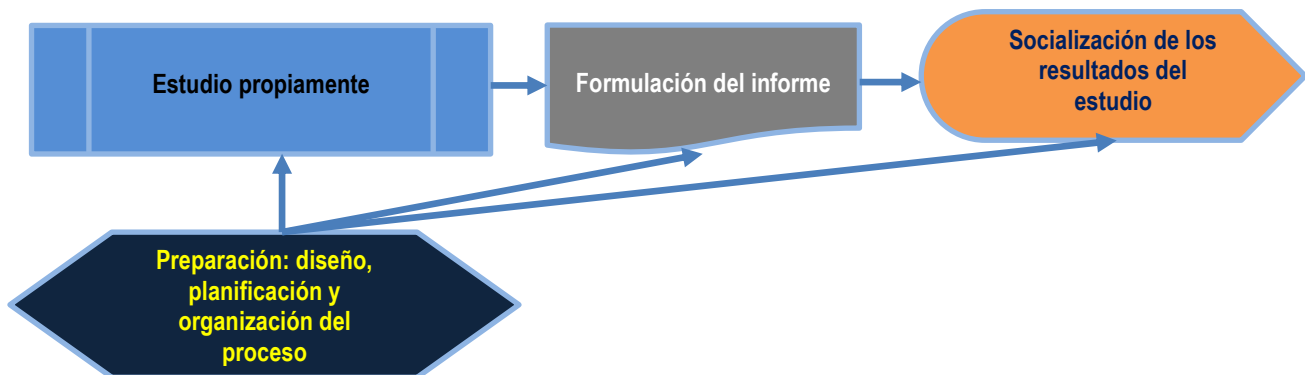 Estudio propiamente
Formulación del informe
Socialización de los
resultados del
estudio
Preparación: diseño,
planificación y
organización del
proceso